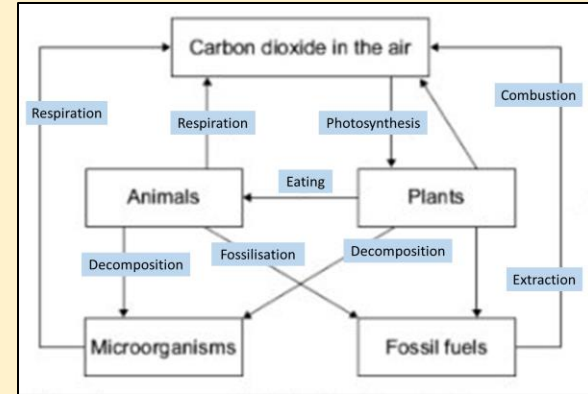 Carbon dioxide in the air
Respiration
Respiration
Photosynthesis
Combustion
Eating
Animals
Plants
Decomposition
Fossilisation
Decomposition
Extraction
Microorganisms
Fossil fuels